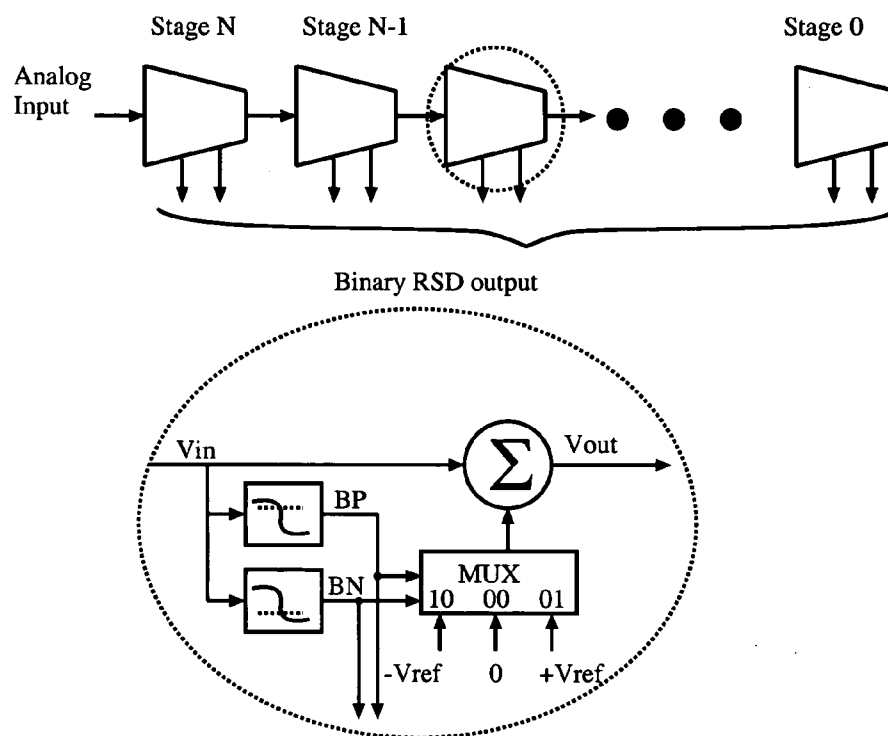 Stage N
Stage N-1
Stage 0
Analog
Input
Binary RSD output
Vin
Σ
Vout
BP
BN
MUX
10 00 01
-Vref 0 +Vref